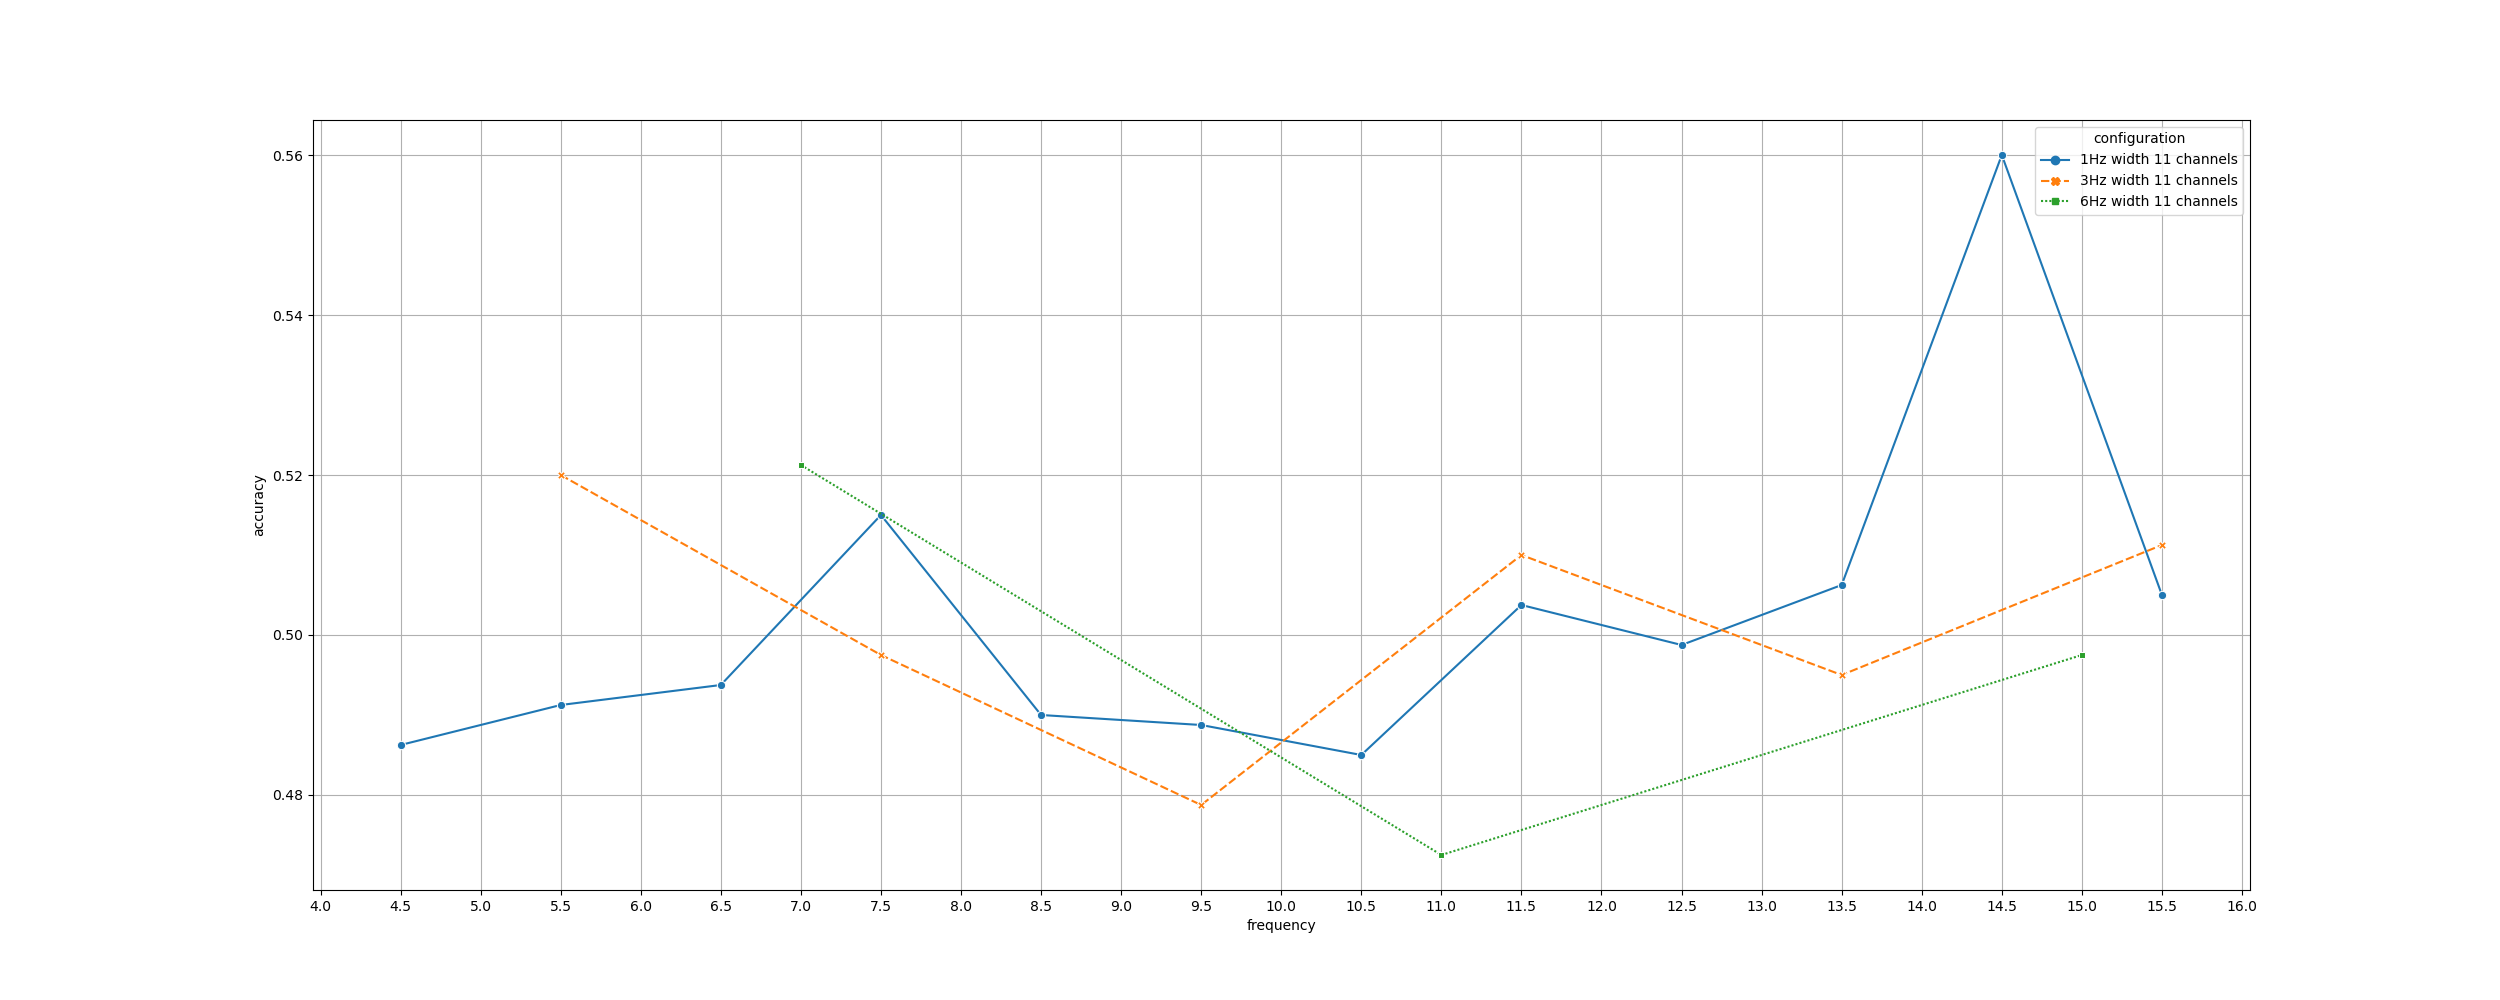 configuration
1Hz width 11 channels
3Hz width 11 channels
6Hz width 11 channels
0.56
0.54
0.52
0.50
0.48
accuracy
4.0 4.5 5.0 5.5 6.0 6.5 7.0 7.5 8.0 8.5 9.0 9.5 10.0 10.5 11.0 11.5 12.0 12.5 13.0 13.5 14.0 14.5 15.0 15.5 16.0
frequency